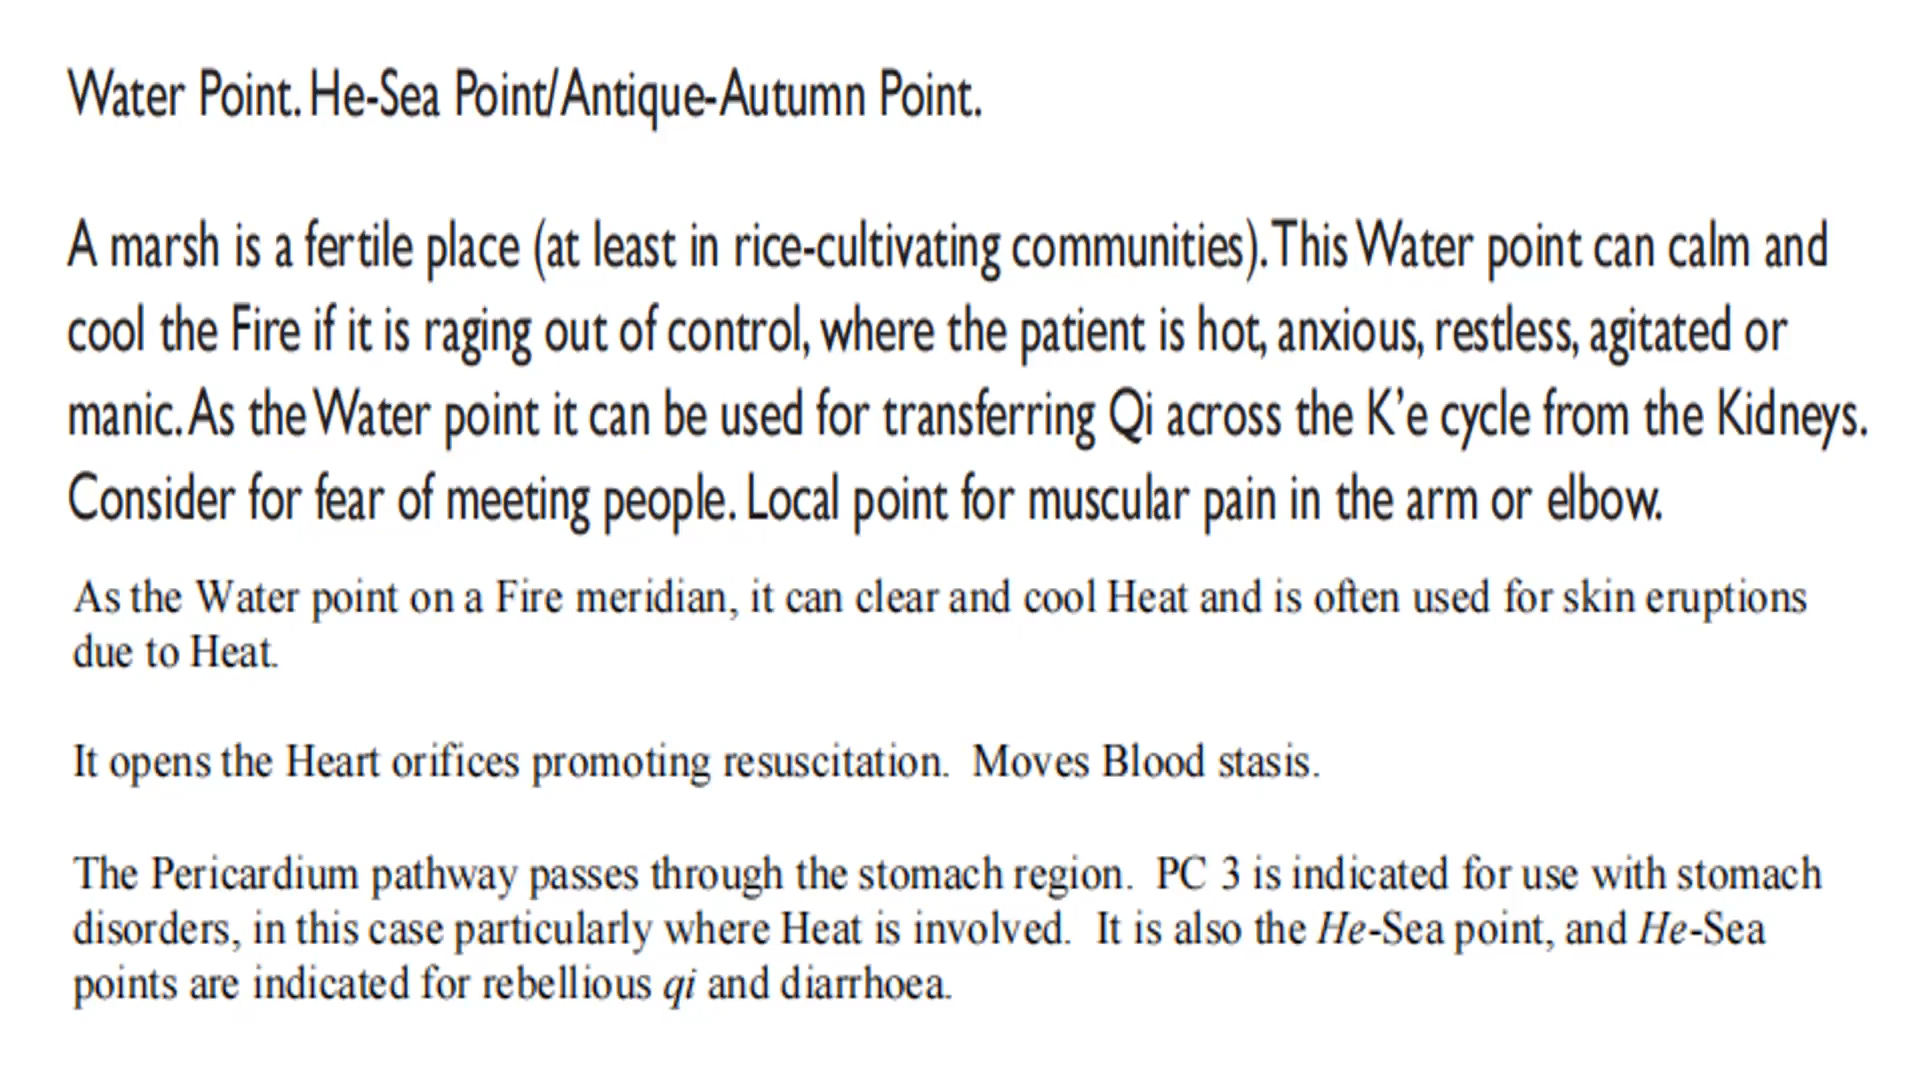 Water Point. He-Sea Point/Antique-Autumn Point.
A marsh is a fertile place (at least in rice-cultivating communities). This Water point can calm and
cool the Fire if it is raging out of control, where the patient is hot, anxious, restless, agitated or
manic. As the Water point it can be used for transferring Qi across the K’e cycle from the Kidneys.
Consider for fear of meeting people. Local point for muscular pain in the arm or elbow.
As the Water point on a Fire meridian, it can clear and cool Heat and is often used for skin eruptions
due to Heat.
It opens the Heart orifices promoting resuscitation.  Moves Blood stasis.
The Pericardium pathway passes through the stomach region.  PC 3 is indicated for use with stomach
disorders, in this case particularly where Heat is involved.  It is also the He-Sea point, and He-Sea
points are indicated for rebellious qi and diarrhoea.